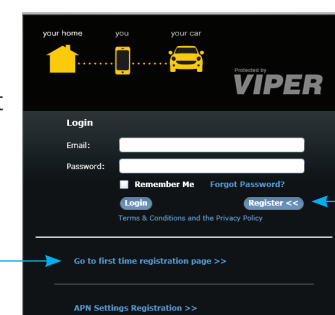 your home you your car
Protected by
VIPER
t
Login
Email:
Password:
Remember Me Forgot Password?
Login Register <<
Terms & Conditions and the Privacy Policy
Go to first time registration page >>
APN Settings Registration >>